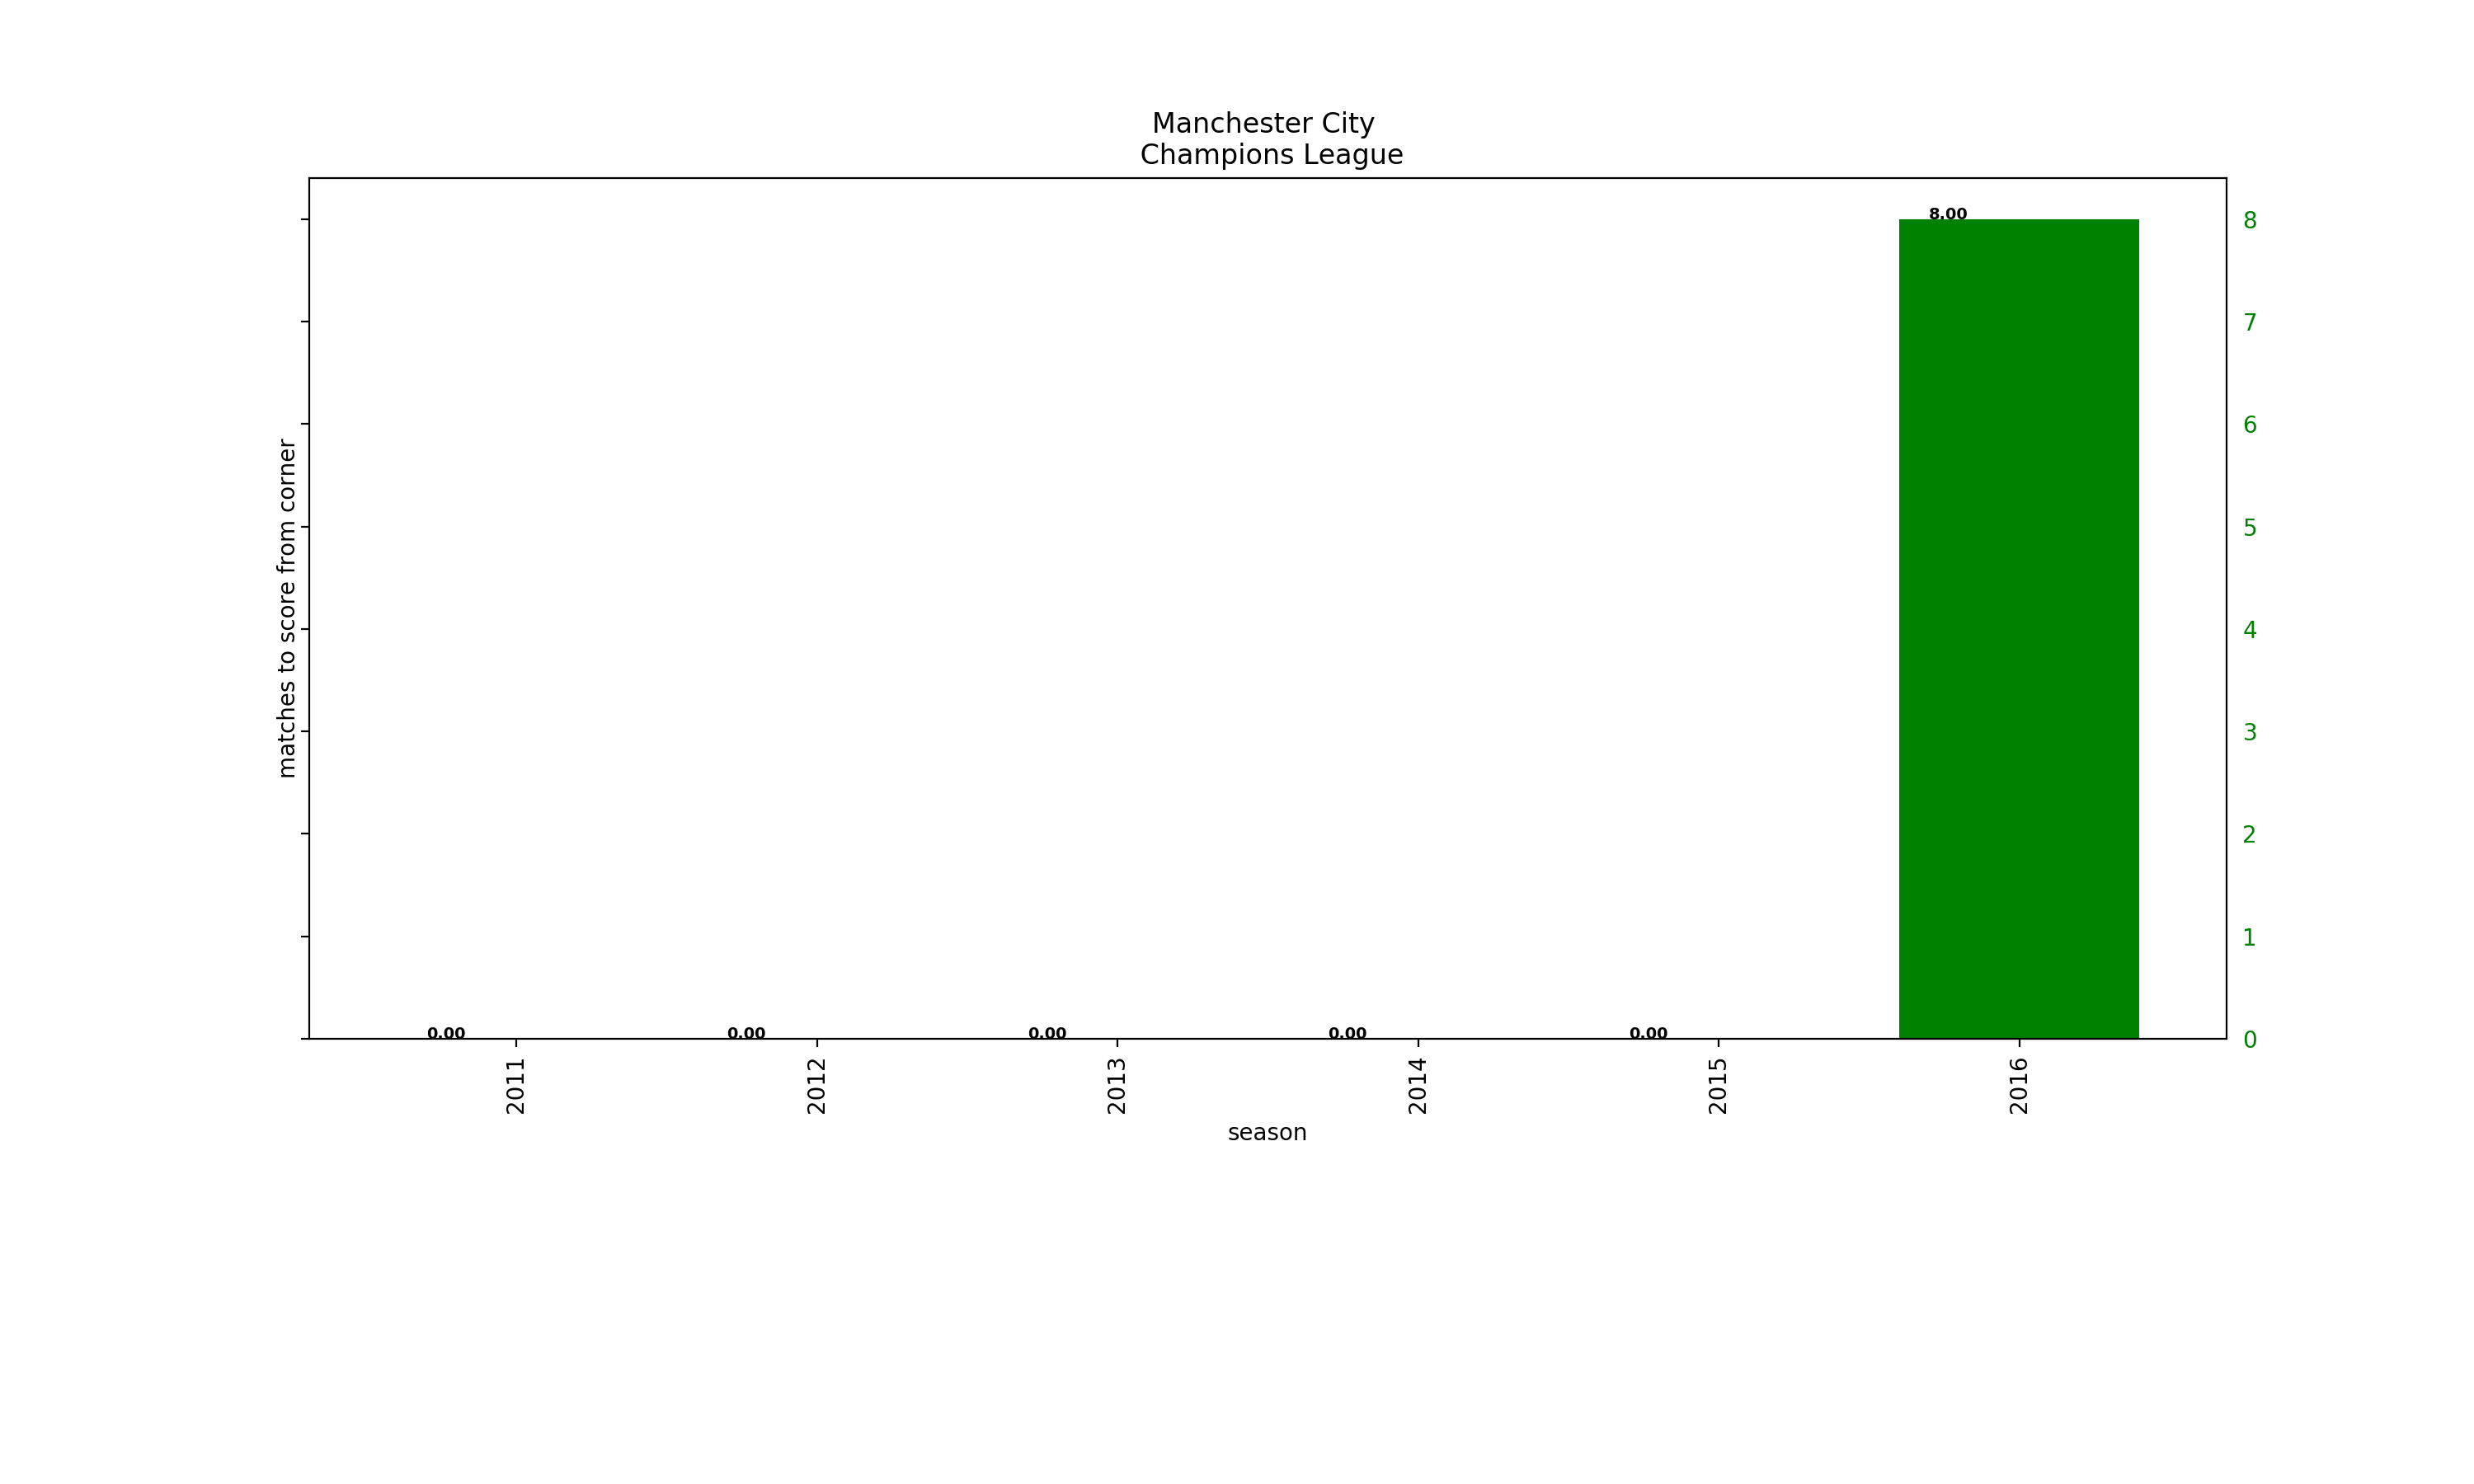 Manchester City
Champions League
matches to score from corner
8.00
8
7
6
5
4
3
2
1
0
0.00 0.00 0.00 0.00 0.00
2011 2012 2013 2014 2015 2016
season